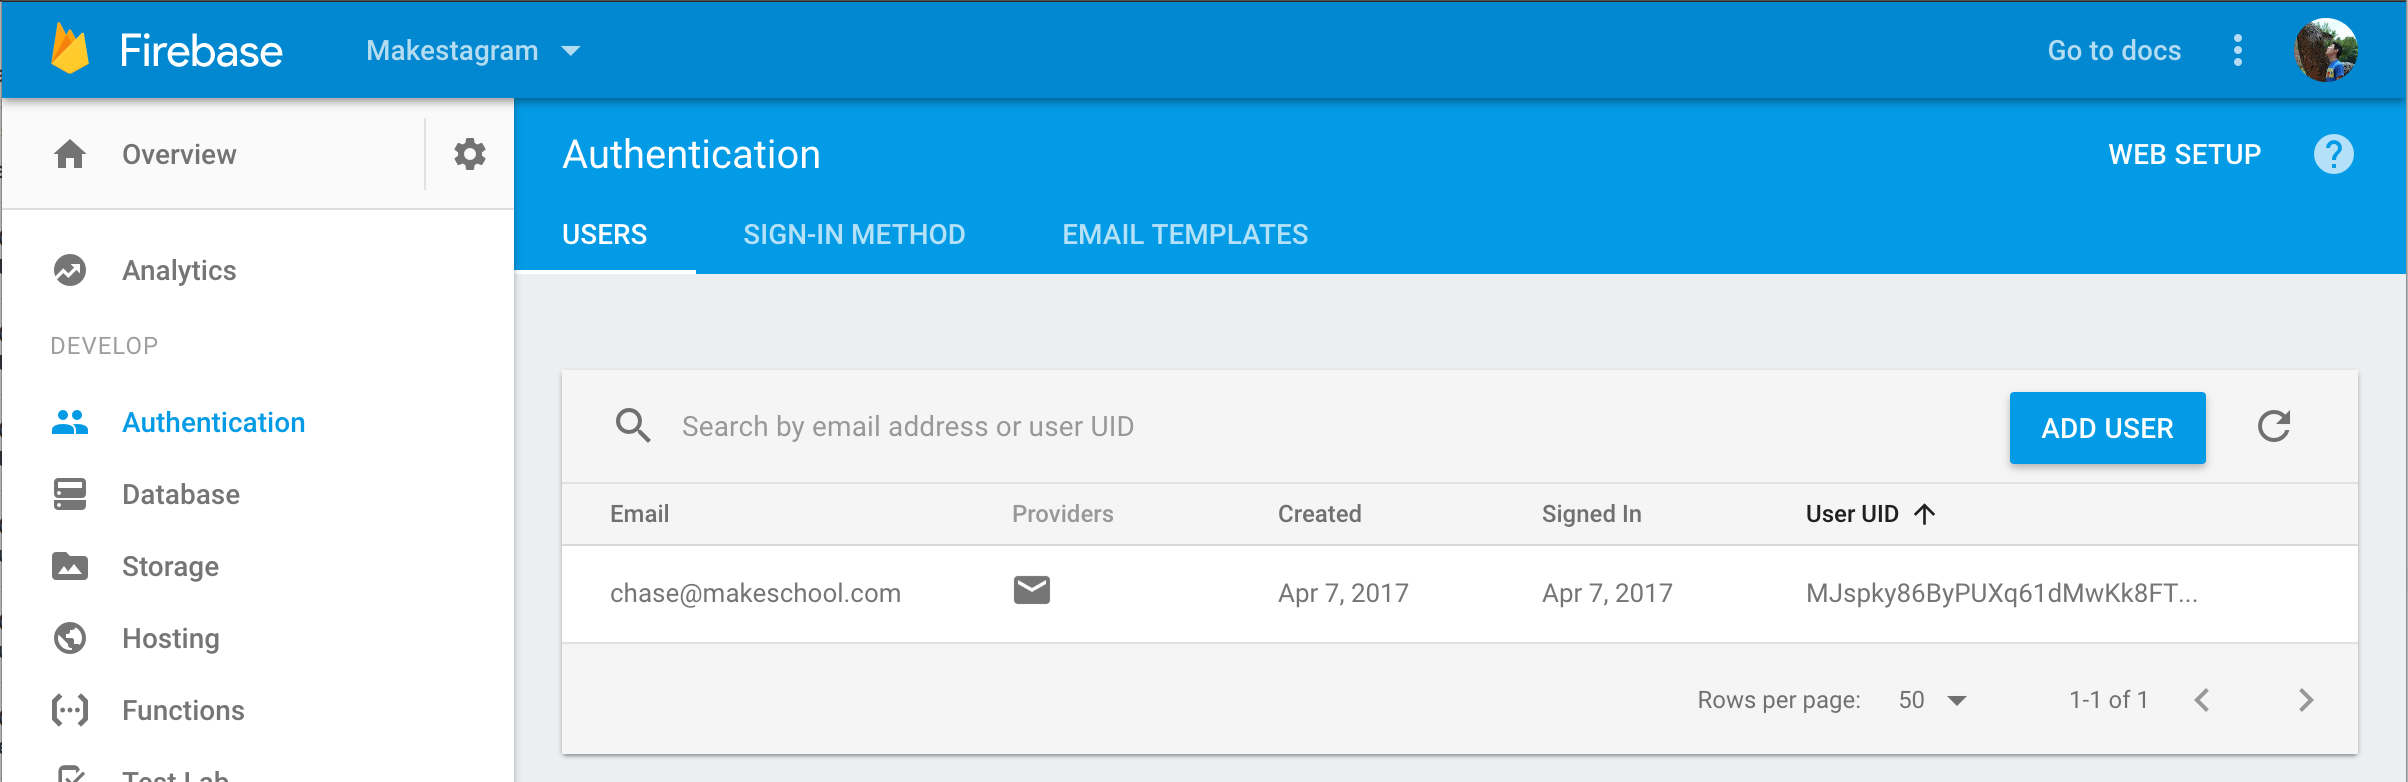 Firebase
Makestagram
Go to docs
Overview
Authentication
WEB SETUP
?
USERS
SIGN-IN METHOD
EMAIL TEMPLATES
Analytics
DEVELOP
Authentication
Database
Storage
Hosting
Functions
Test Lab
Search by email address or user UID
ADD USER
Email Providers Created Signed In User UID
chase@makeschool.com Apr 7, 2017 Apr 7, 2017 MJspky86ByPUXq61dMwKk8FT...
Rows per page: 50 1-1 of 1